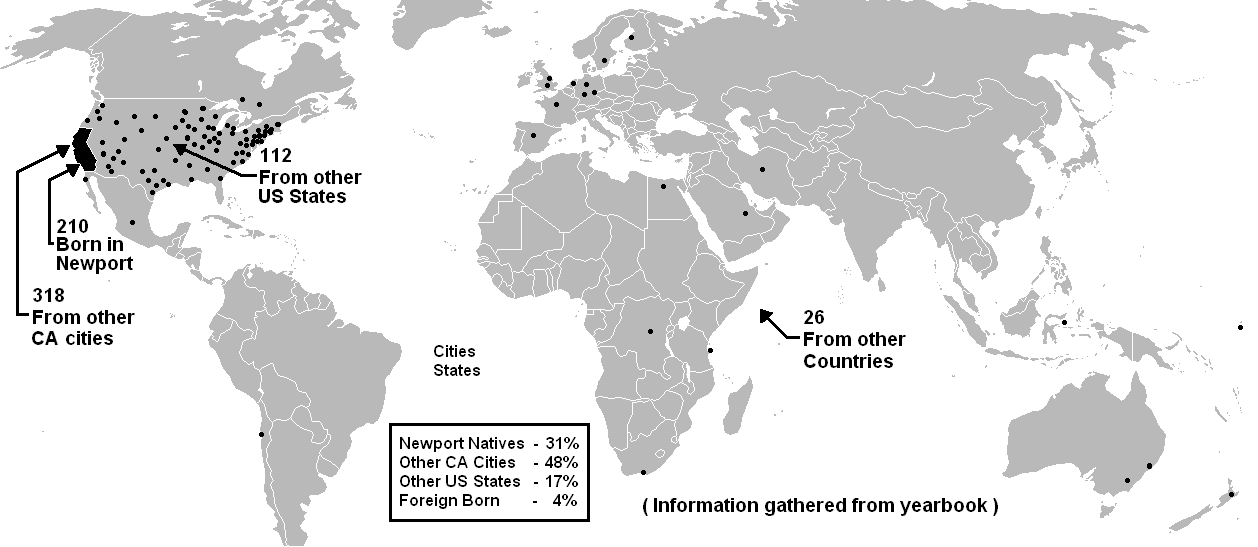 112
From other
US States
210
Born in
Newport
318
From other
CA cities
26
From other
Countries
Cities
States
Newport Natives - 31%
Other CA Cities - 48%
Other US States - 17%
Foreign Born - 4%
( Information gathered from yearbook )